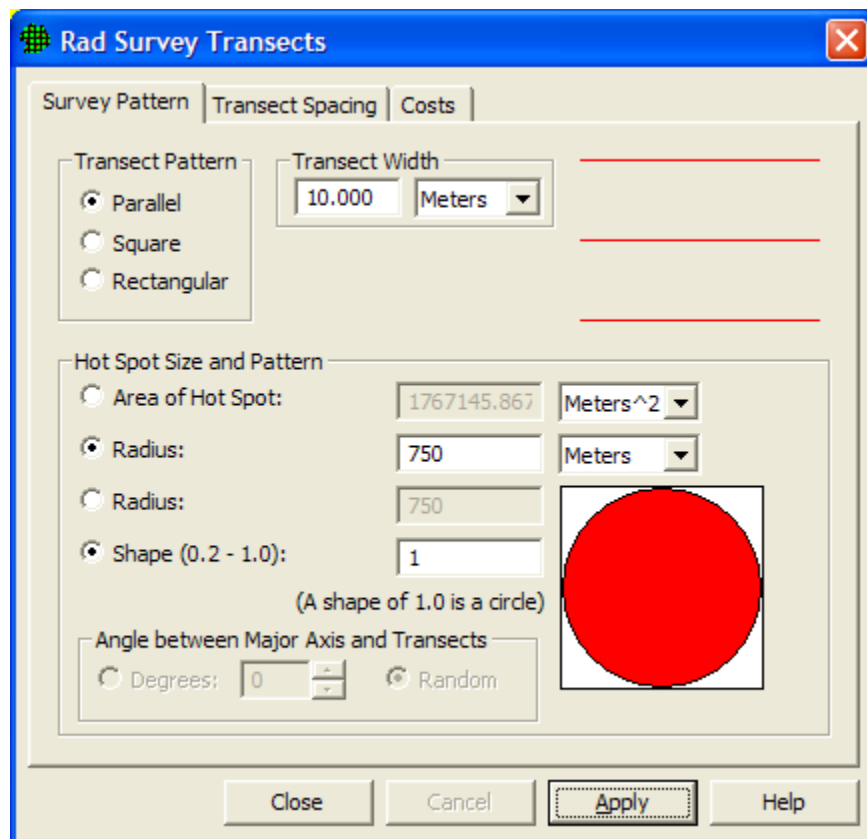 Rad Survey Transects
Survey Pattern Transect Spacing Costs
Transect Pattern
Parallel
Square
Rectangular
Transect Width
10.000 Meters
Hot Spot Size and Pattern
Area of Hot Spot: 1767145.867 Meters^2
Radius: 750 Meters
Radius: 750
Shape (0.2 - 1.0): 1
(A shape of 1.0 is a circle)
Angle between Major Axis and Transects
Degrees: 0 Random
Close Cancel Apply Help